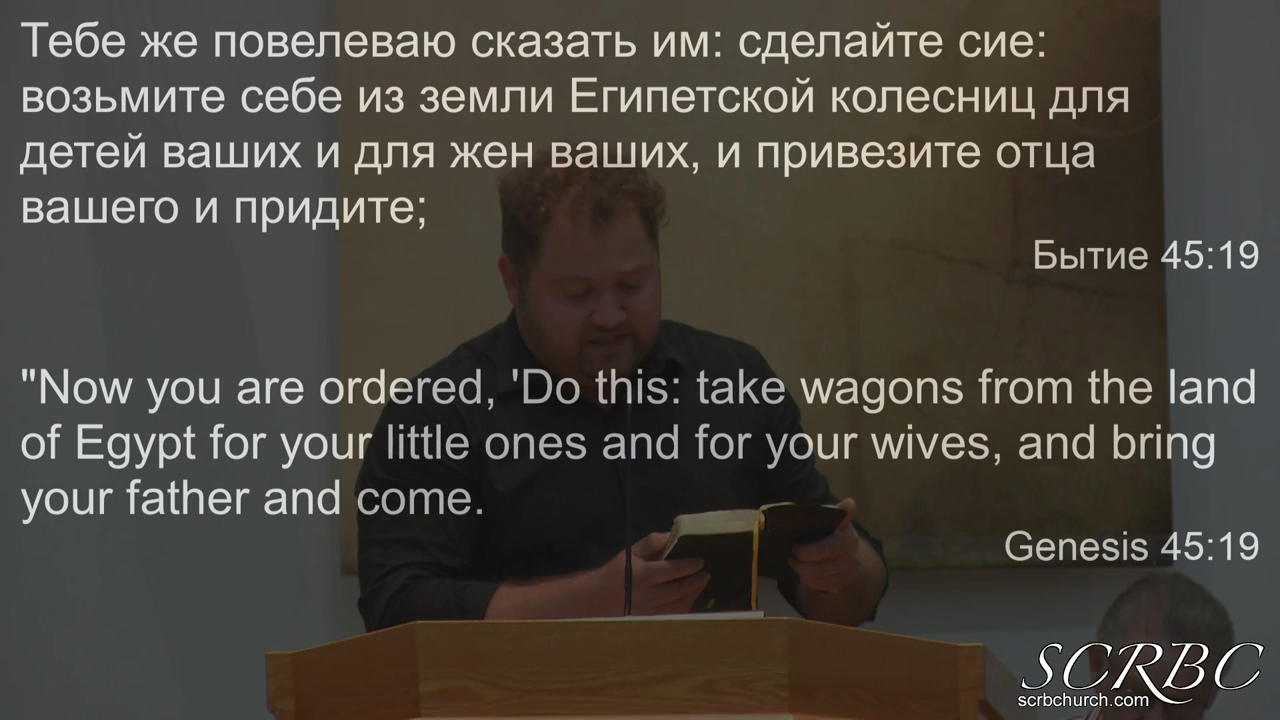 Тебе же повелеваю сказать им: сделайте сие:
возьмите себе из земли Египетской колесниц для
детей ваших и для жен ваших, и привезите отца
вашего и придите;
Бытие 45:19
"Now you are ordered, 'Do this: take wagons from the land
of Egypt for your little ones and for your wives, and bring
your father and come.
Genesis 45:19
SCRBC
scrbchurch.com